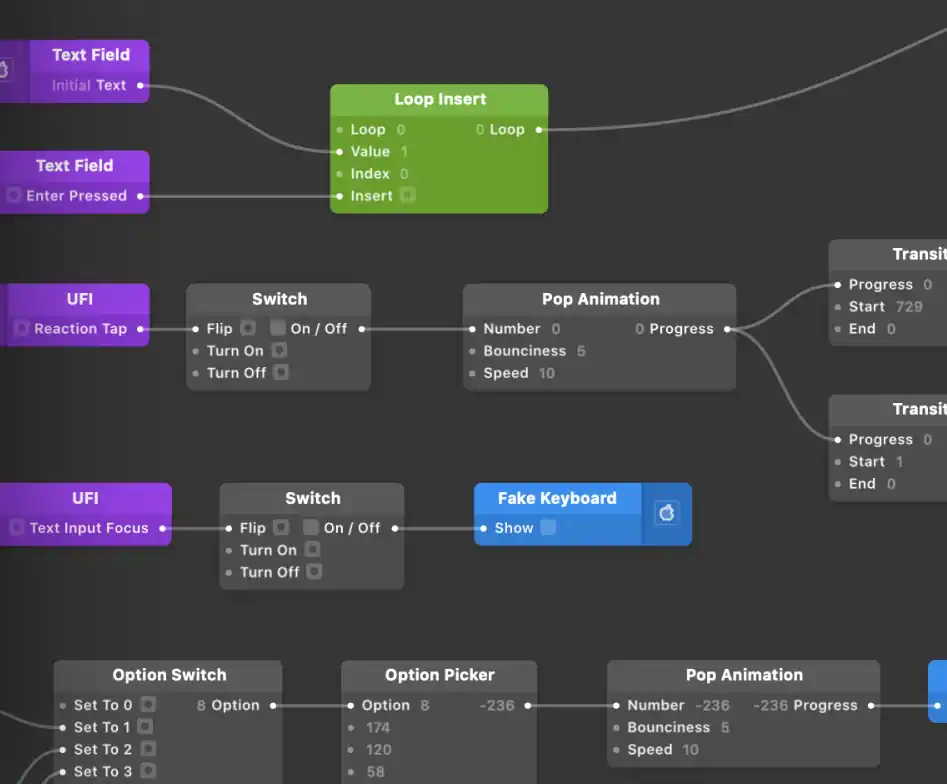 Text Field
Initial Text
Loop Insert
Loop 0 0 Loop
Value 1
Index 0
Insert
Text Field
Enter Pressed
UFI
Reaction Tap
Switch
Flip On / Off
Turn On
Turn Off
Pop Animation
Number 0 0 Progress
Bounciness 5
Speed 10
Transit
Progress 0
Start 729
End 0
Transit
Progress 0
Start 1
End 0
UFI
Text Input Focus
Switch
Flip On / Off
Turn On
Turn Off
Fake Keyboard
Show
Option Switch
Set To 0 8 Option
Set To 1
Set To 2
Set To 3
Option Picker
Option 8 -236
174
120
58
Pop Animation
Number -236 -236 Progress
Bounciness 5
Speed 10